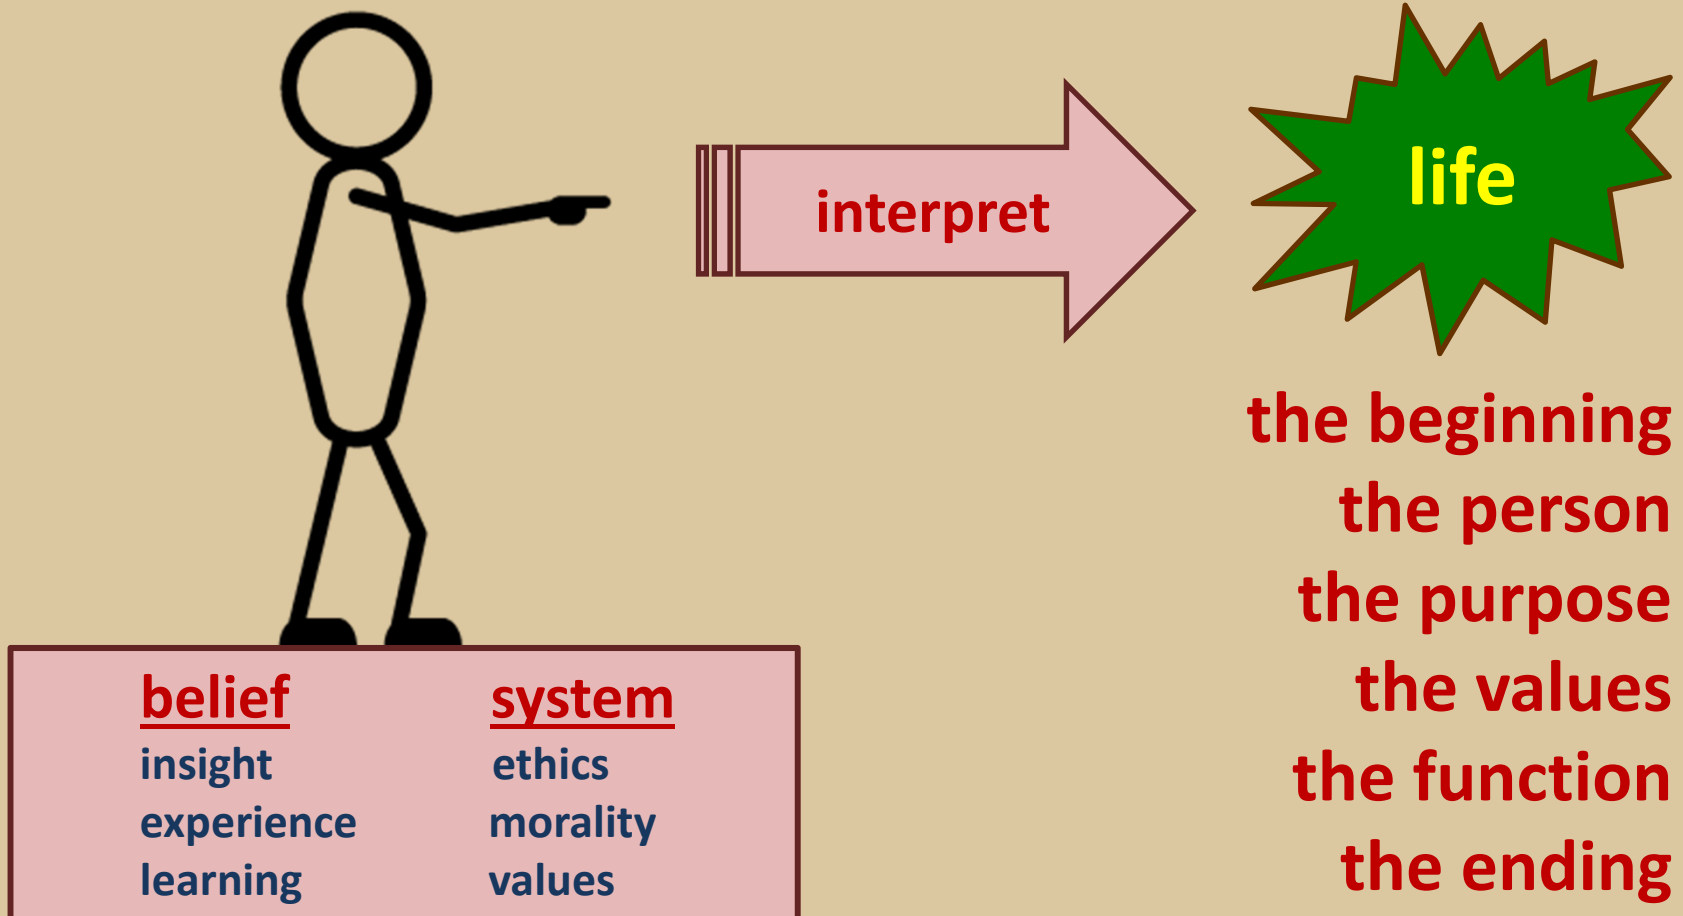 interpret
life
the beginning
the person
the purpose
the values
the function
the ending
belief system
insight ethics
experience morality
learning values